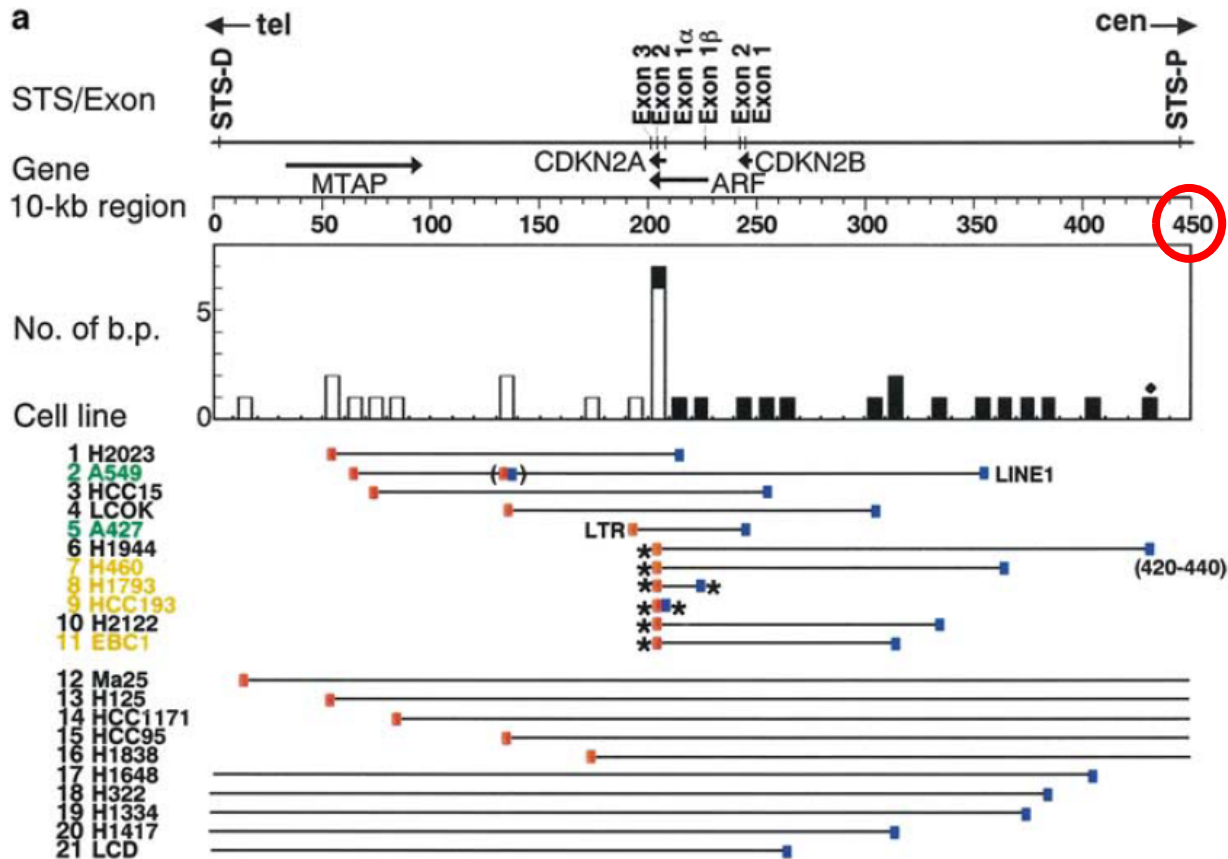 a
tel
cen
STS/Exon
STS-D
Exon 3
Exon 2
Exon 1α
Exon 1β
Exon 2
Exon 1
STS-P
Gene
MTAP
CDKN2A
ARF
CDKN2B
10-kb region
0 50 100 150 200 250 300 350 400 450
No. of b.p.
5
0
Cell line
1 H2023
2 A549 ( ) LINE1
3 HCC15
4 LCOK
5 A427 LTR
6 H1944 *
7 H460 * (420-440)
8 H1793 * *
9 HCC193 * *
10 H2122 *
11 EBC1 *
12 Ma25
13 H125
14 HCC1171
15 HCC95
16 H1838
17 H1648
18 H322
19 H1334
20 H1417
21 LCD